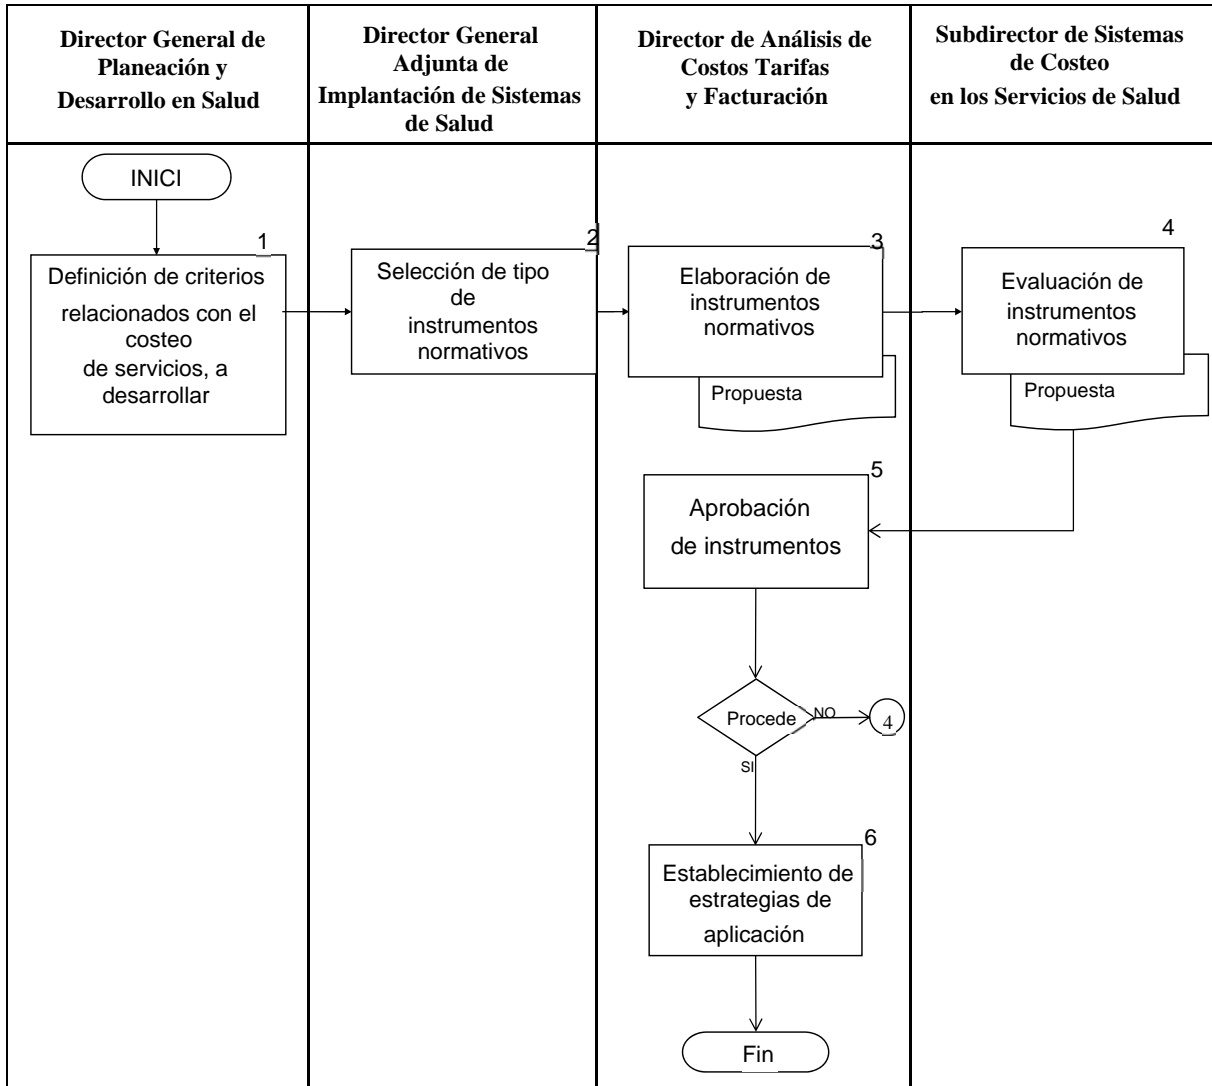 Director General de
Planeación y
Desarrollo en Salud
Director General
Adjunta de
Implantación de Sistemas
de Salud
Director de Análisis de
Costos Tarifas
y Facturación
Subdirector de Sistemas
de Costeo
en los Servicios de Salud
INICI
1
Definición de criterios
relacionados con el
costeo
de servicios, a
desarrollar
2
Selección de tipo
de
instrumentos
normativos
3
Elaboración de
instrumentos
normativos
Propuesta
4
Evaluación de
instrumentos
normativos
Propuesta
5
Aprobación
de instrumentos
Procede
NO
4
SI
6
Establecimiento de
estrategias de
aplicación
Fin